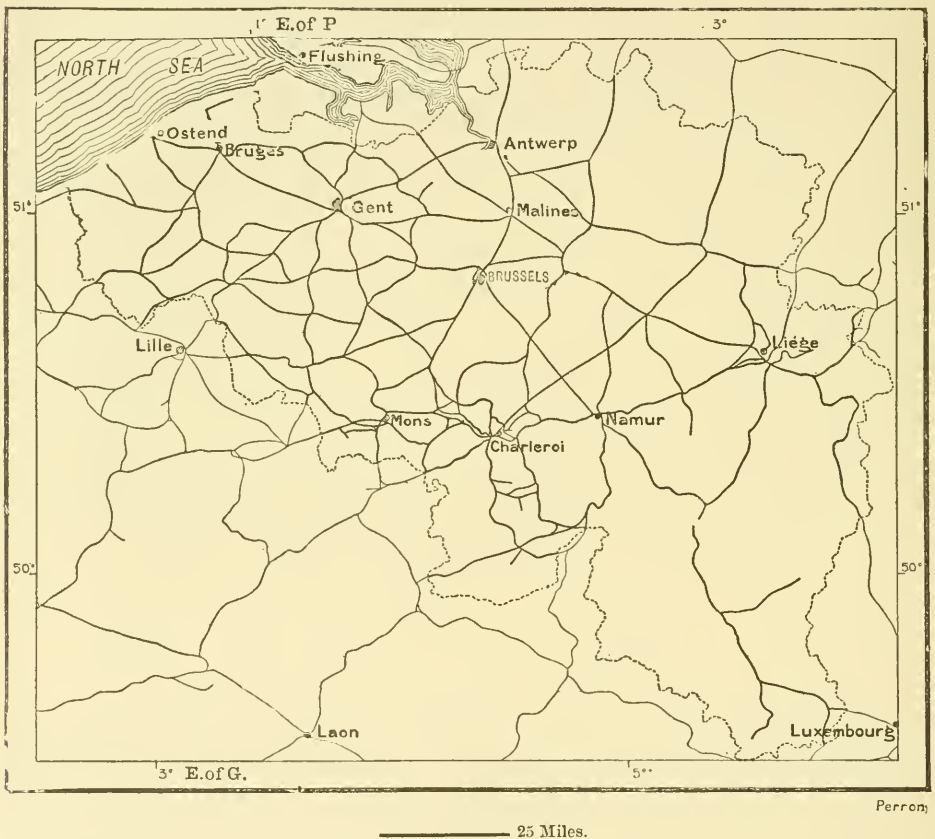 1° E.of P
3°
NORTH SEA
Flushing
Ostend
Bruges
Antwerp
51°
Gent
Malines
51°
BRUSSELS
Lille
Liége
Mons
Namur
Charleroi
50°
50°
Luxembourg
Laon
3° E.of G.
5°
Perron
25 Miles.